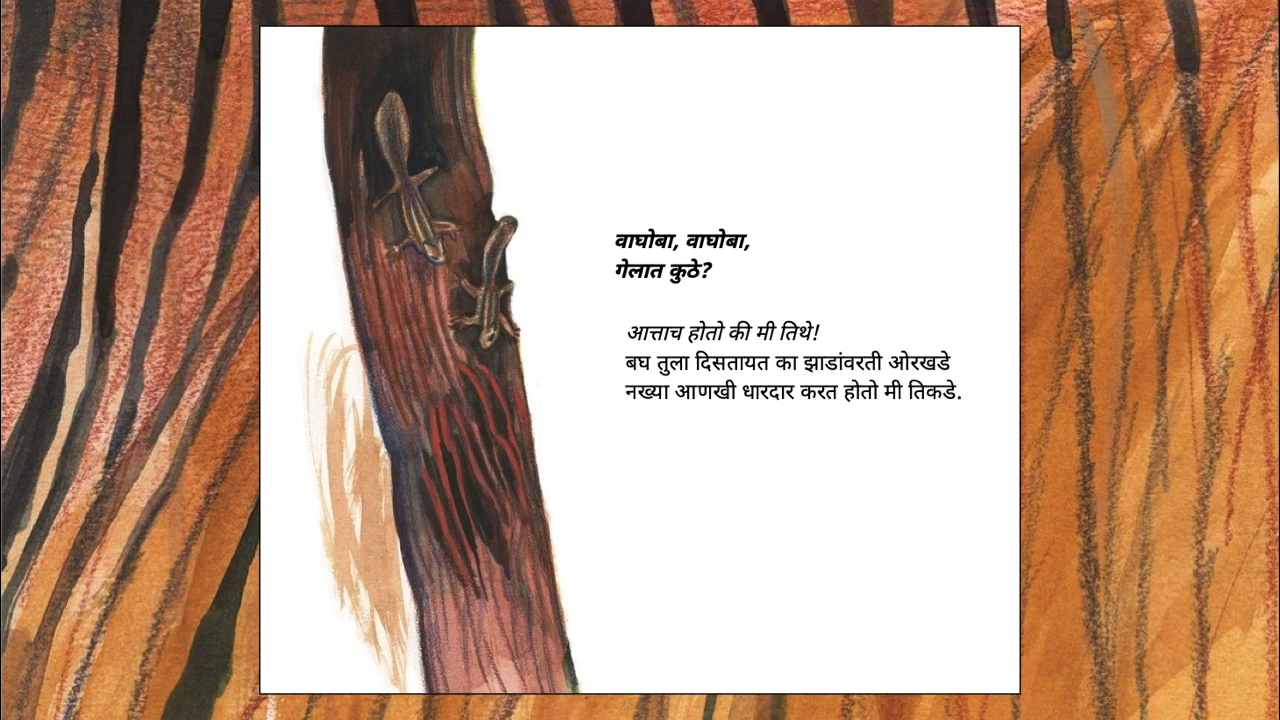 वाघोबा, वाघोबा,
गेलात कुठे?
आत्ताच होतो की मी तिथे!
बघ तुला दिसतायत का झाडांवरती ओरखडे
नख्या आणखी धारदार करत होतो मी तिकडे.